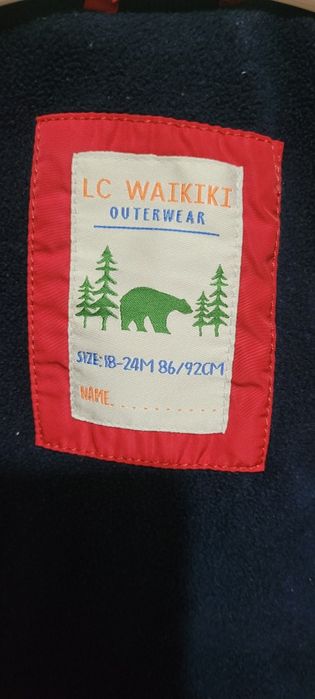 LC WAIKIKI
OUTERWEAR
SIZE: 18-24M 86/92CM
NAME. . . . . . . . . . .